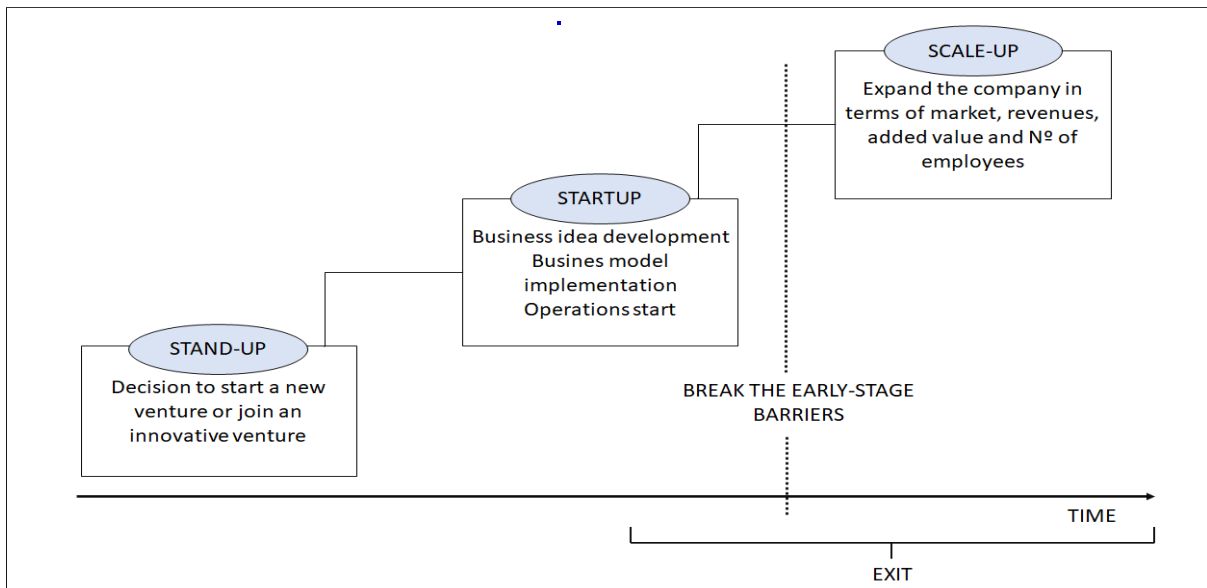 SCALE-UP
Expand the company in
terms of market, revenues,
added value and Nº of
employees
STARTUP
Business idea development
Busines model
implementation
Operations start
STAND-UP
Decision to start a new
venture or join an
innovative venture
BREAK THE EARLY-STAGE
BARRIERS
TIME
EXIT